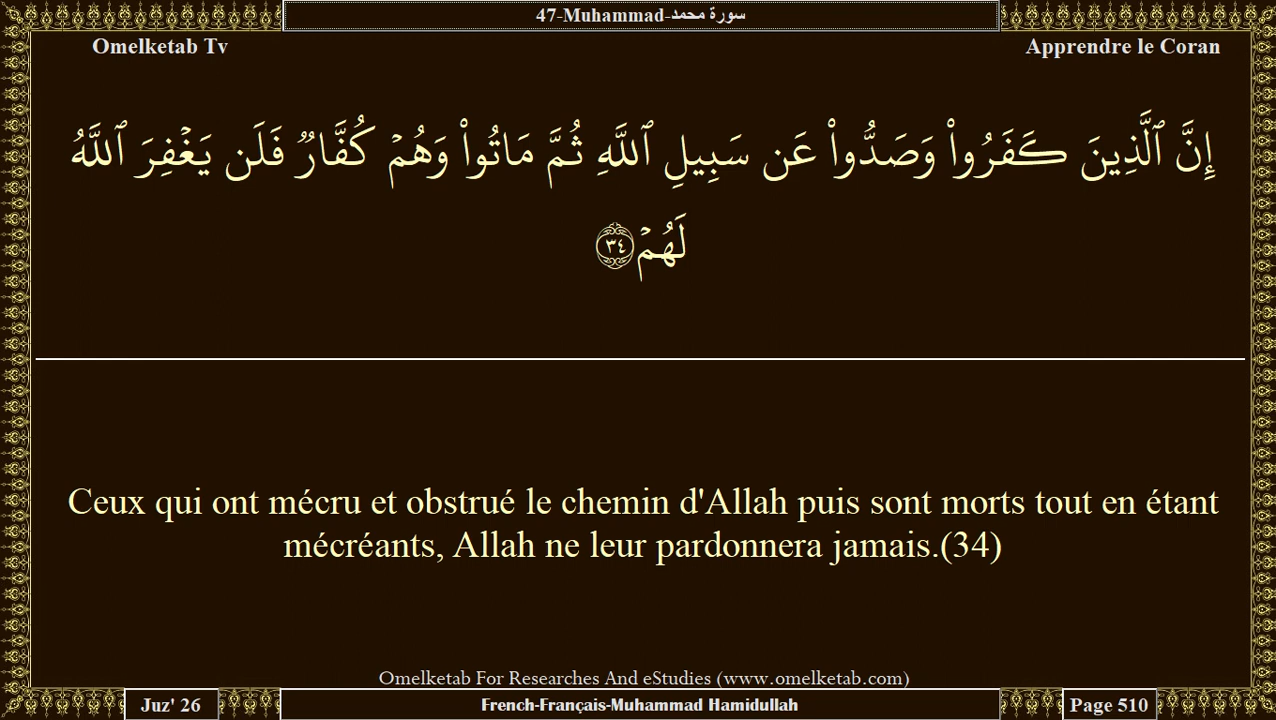 47-Muhammad-سورة محمد
Omelketab Tv
Apprendre le Coran
إِنَّ ٱلَّذِينَ كَفَرُوا۟ وَصَدُّوا۟ عَن سَبِيلِ ٱللَّهِ ثُمَّ مَاتُوا۟ وَهُمْ كُفَّارٌ فَلَن يَغْفِرَ ٱللَّهُ
لَهُمْ ٣٤
Ceux qui ont mécru et obstrué le chemin d'Allah puis sont morts tout en étant
mécréants, Allah ne leur pardonnera jamais.(34)
Omelketab For Researches And eStudies (www.omelketab.com)
Juz' 26
French-Français-Muhammad Hamidullah
Page 510